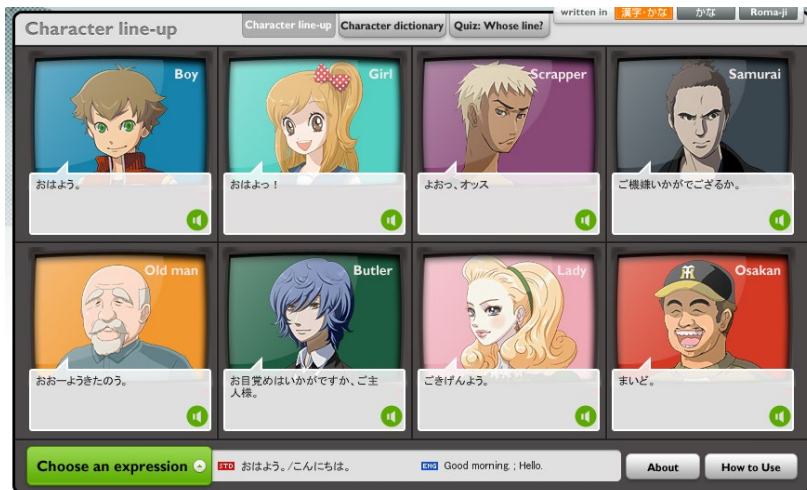 written in 漢字・かな かな Roma-ji
Character line-up Character line-up Character dictionary Quiz: Whose line?
Boy
おはよう。
Girl
おはよっ！
Scrapper
よおっ、オッス
Samurai
ご機嫌いかがでござるか。
Old man
おおーようきたのう。
Butler
お目覚めはいかがですか、ご主
人様。
Lady
ごきげんよう。
Osakan
まいど。
Choose an expression STD おはよう。/こんにちは。 ENG Good morning. ; Hello. About How to Use